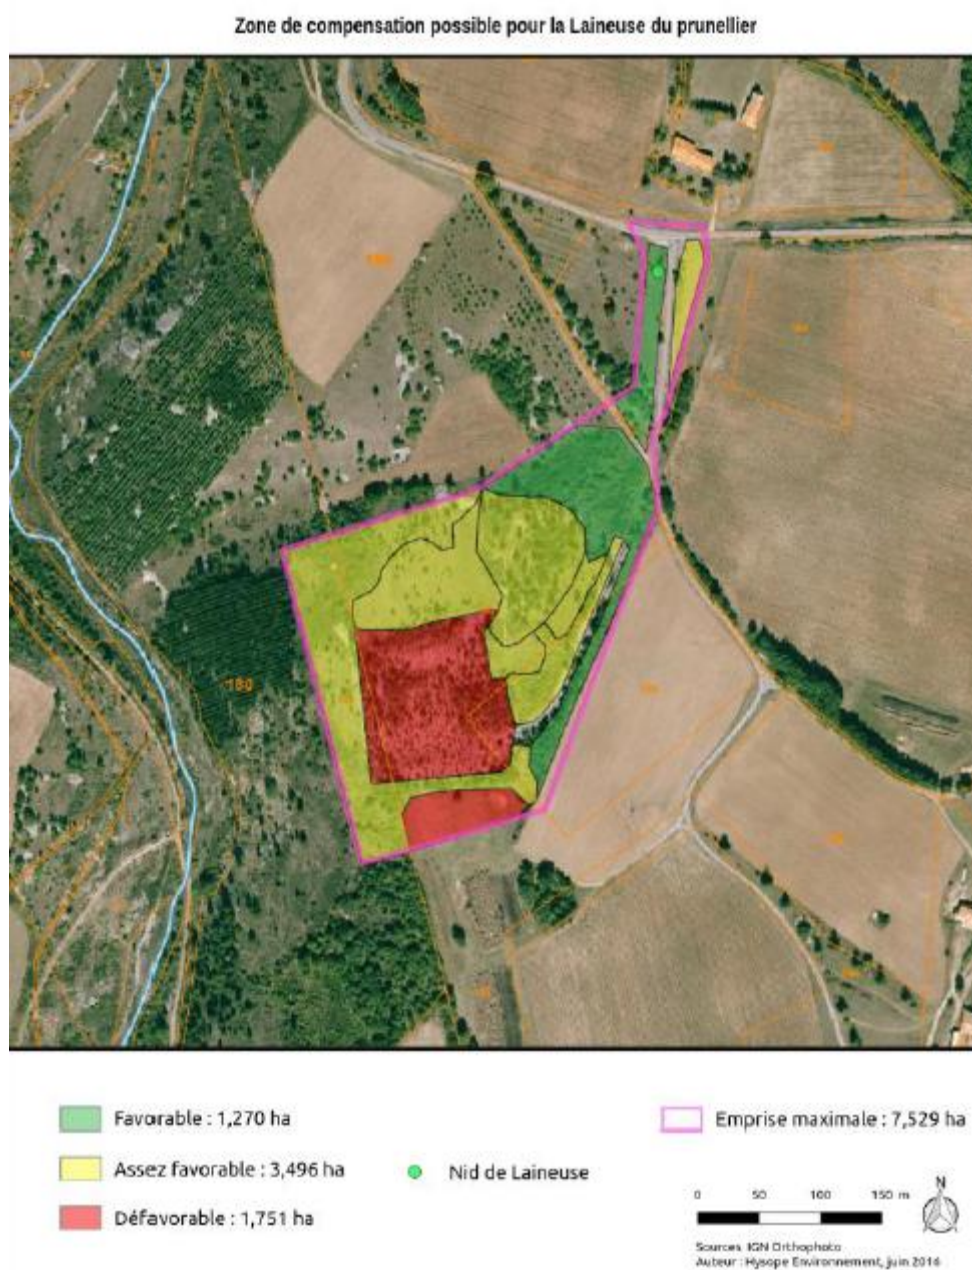 Zone de compensation possible pour la Laineuse du prunellier
180
Favorable : 1,270 ha
Emprise maximale : 7,529 ha
Assez favorable : 3,496 ha
Nid de Laineuse
Défavorable : 1,751 ha
N
0 50 100 150 m
Sources IGN Orthophoto
Auteur : Hysope Environnement, juin 2016